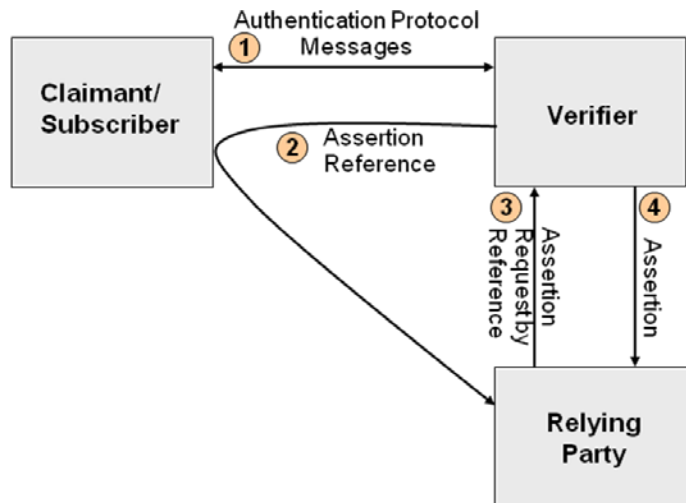 Authentication Protocol
Messages
1
Claimant/
Subscriber
Verifier
2
Assertion
Reference
3
4
Assertion
Request by
Reference
Assertion
Relying
Party